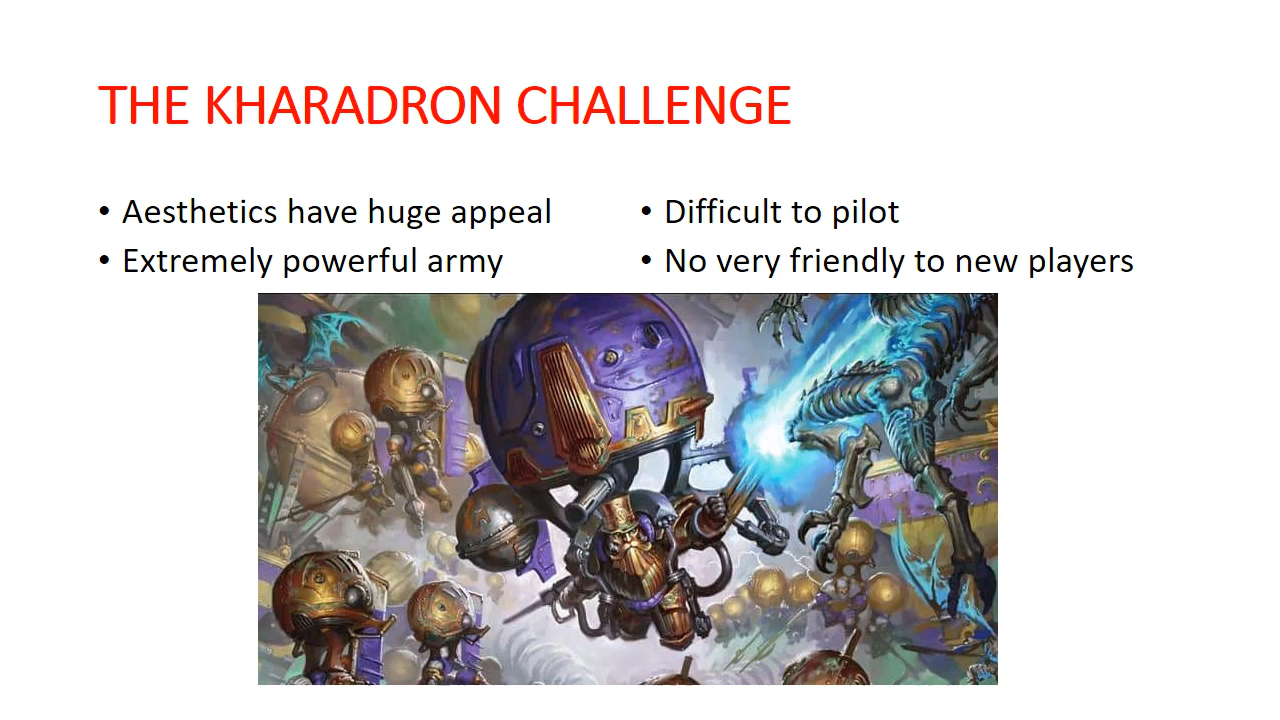 THE KHARADRON CHALLENGE
• Aesthetics have huge appeal
• Extremely powerful army
• Difficult to pilot
• No very friendly to new players